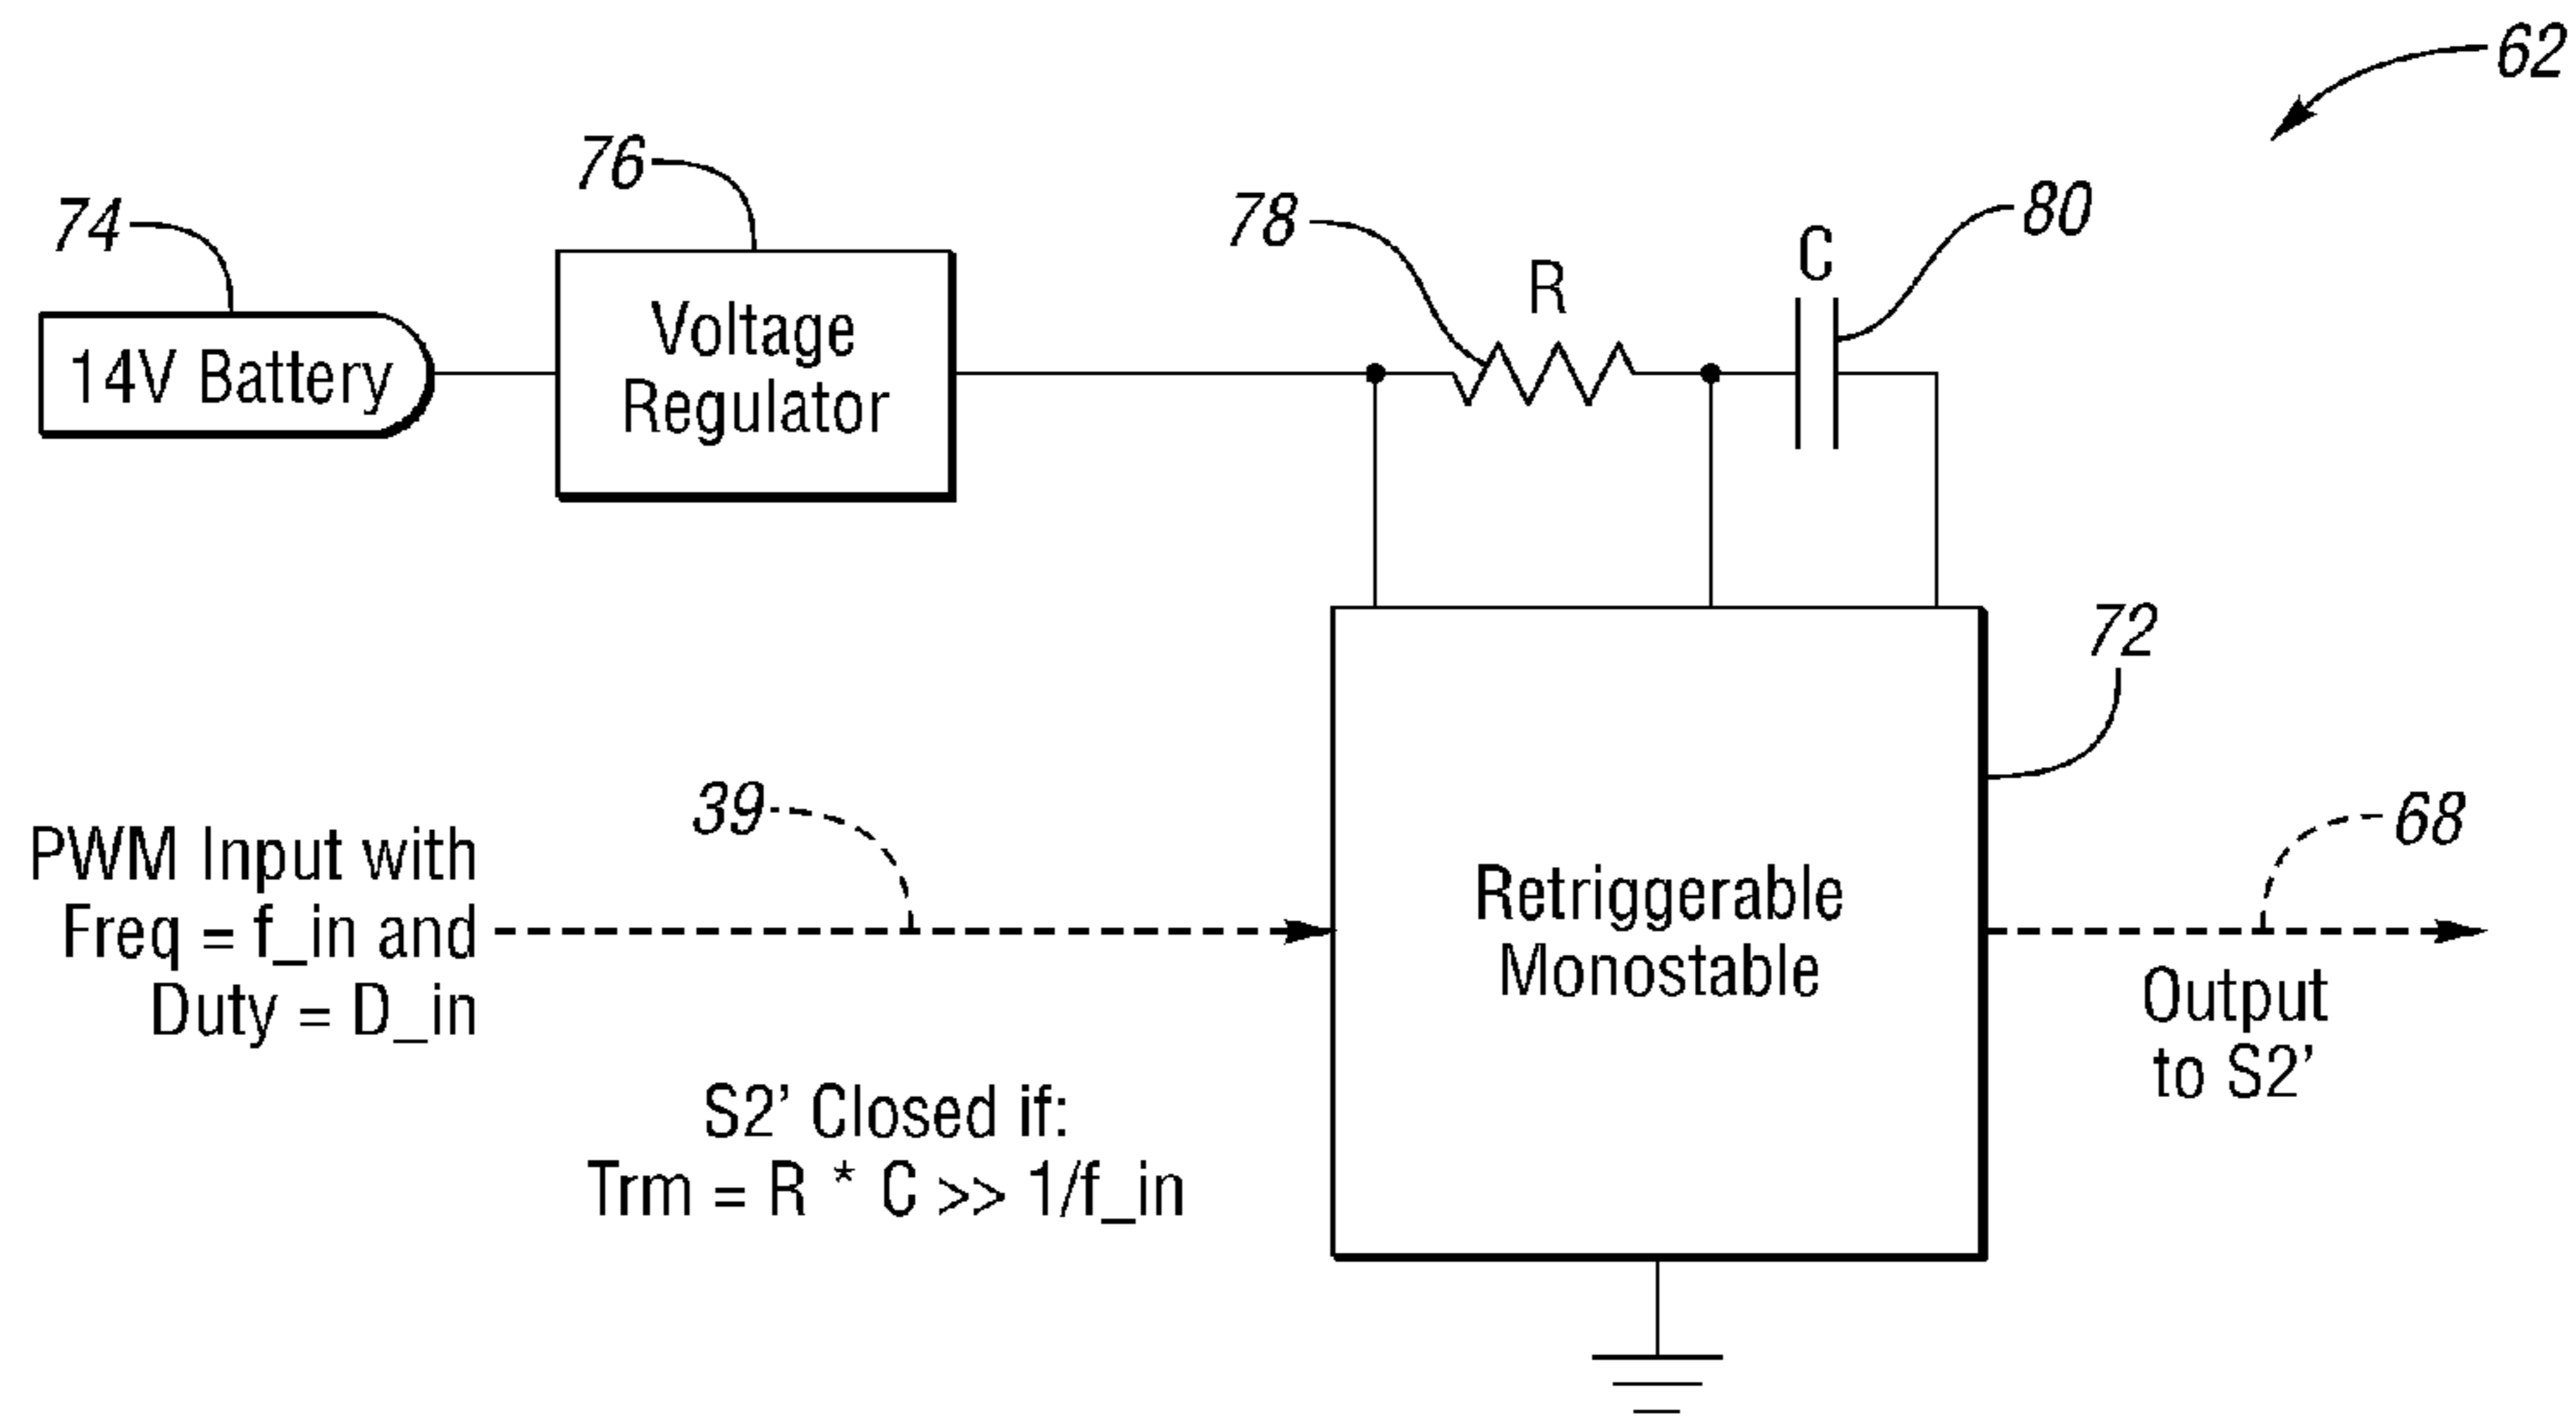 62
76
74
78
80
C
R
14V Battery
Voltage
Regulator
72
39
68
PWM Input with
Freq = f_in and
Duty = D_in
Retriggerable
Monostable
Output
to S2'
S2' Closed if:
Trm = R * C >> 1/f_in